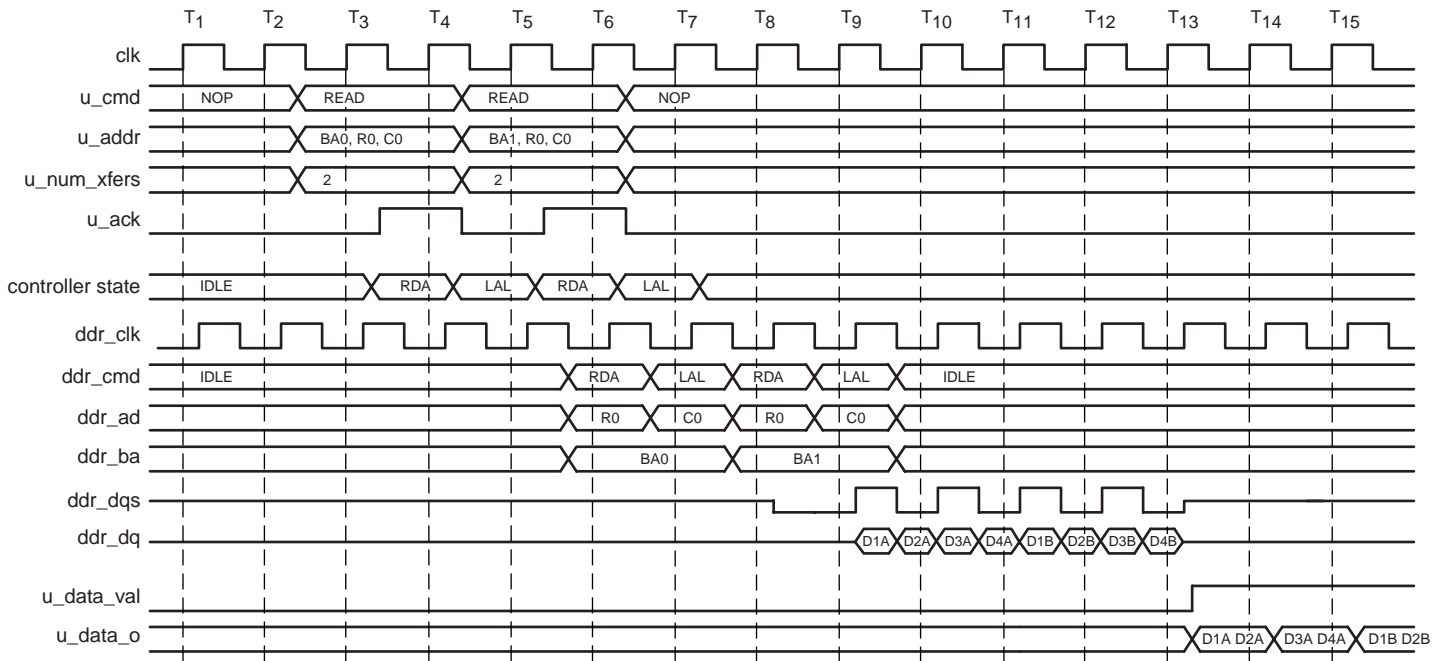 T1 T2 T3 T4 T5 T6 T7 T8 T9 T10 T11 T12 T13 T14 T15
clk
u_cmd NOP READ READ NOP
u_addr BA0, R0, C0 BA1, R0, C0
u_num_xfers 2 2
u_ack
controller state IDLE RDA LAL RDA LAL
ddr_clk
ddr_cmd IDLE RDA LAL RDA LAL IDLE
ddr_ad R0 C0 R0 C0
ddr_ba BA0 BA1
ddr_dqs
ddr_dq D1A D2A D3A D4A D1B D2B D3B D4B
u_data_val
u_data_o D1A D2A D3A D4A D1B D2B